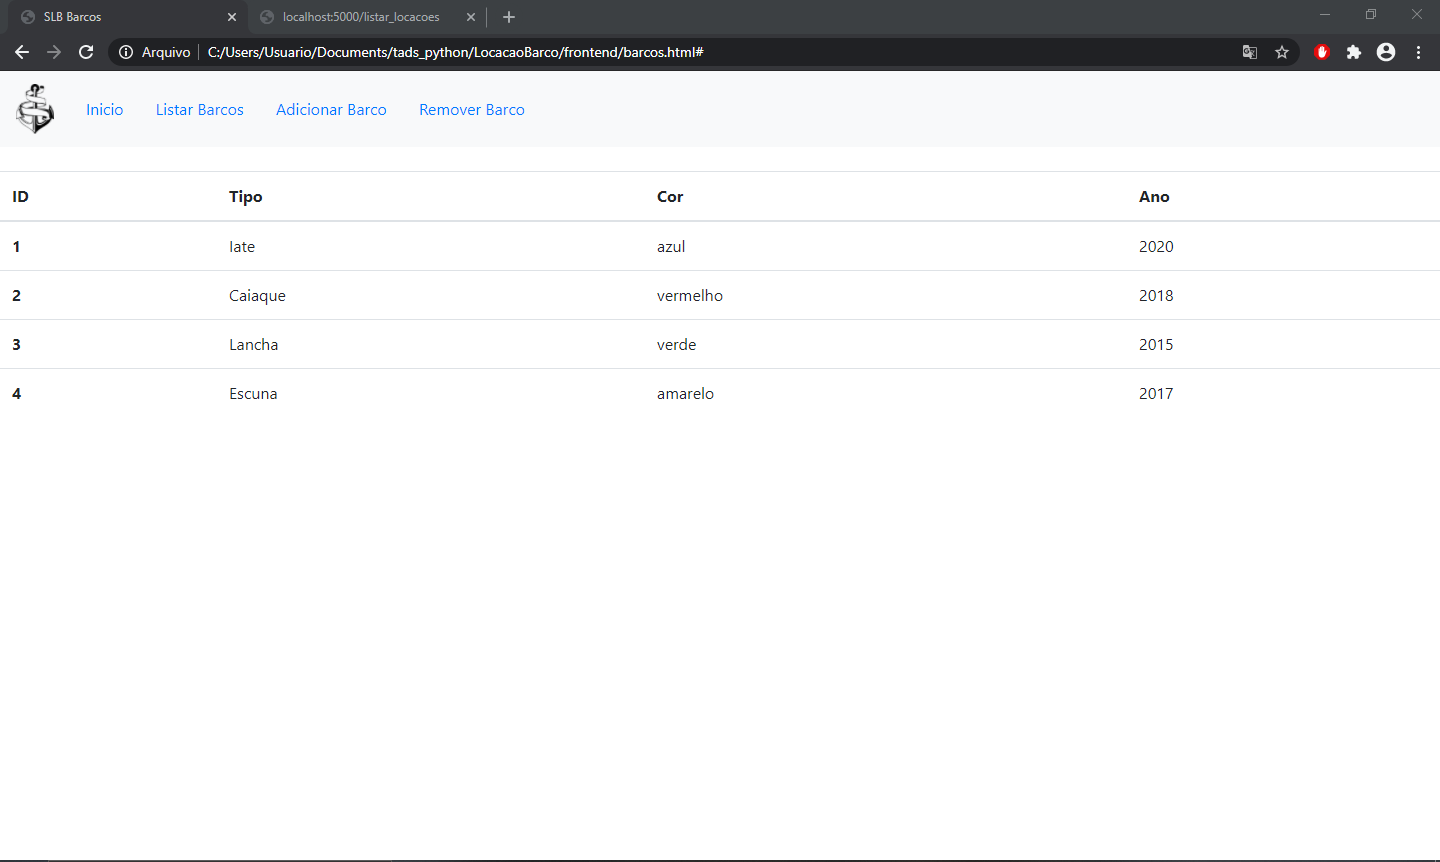 SLB Barcos localhost:5000/listar_locacoes
Arquivo C:/Users/Usuario/Documents/tads_python/LocacaoBarco/frontend/barcos.html#
Inicio Listar Barcos Adicionar Barco Remover Barco
ID Tipo Cor Ano
1 Iate azul 2020
2 Caiaque vermelho 2018
3 Lancha verde 2015
4 Escuna amarelo 2017